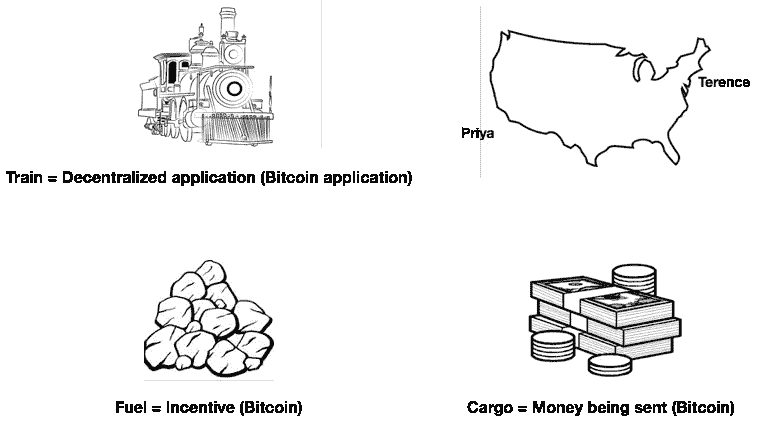 Terence
Priya
Train = Decentralized application (Bitcoin application)
Fuel = Incentive (Bitcoin)
Cargo = Money being sent (Bitcoin)